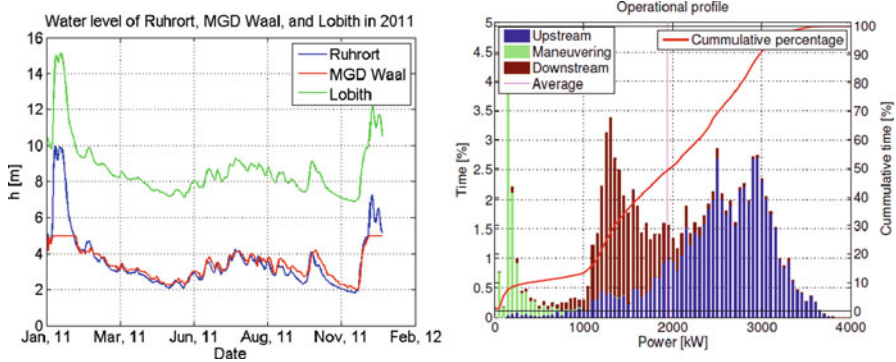 Water level of Ruhrort, MGD Waal, and Lobith in 2011
16
14
12
10
8
6
4
2
0
h [m]
Ruhrort
MGD Waal
Lobith
Jan, 11 Mar, 11 Jun, 11 Aug, 11 Nov, 11 Feb, 12
Date
Operational profile
5
4.5
4
3.5
3
2.5
2
1.5
1
0.5
0
Time [%]
Upstream
Maneuvering
Downstream
Average
Cummulative percentage
100
90
80
70
60
50
40
30
20
10
0
Cummulative time [%]
0 1000 2000 3000 4000
Power [kW]